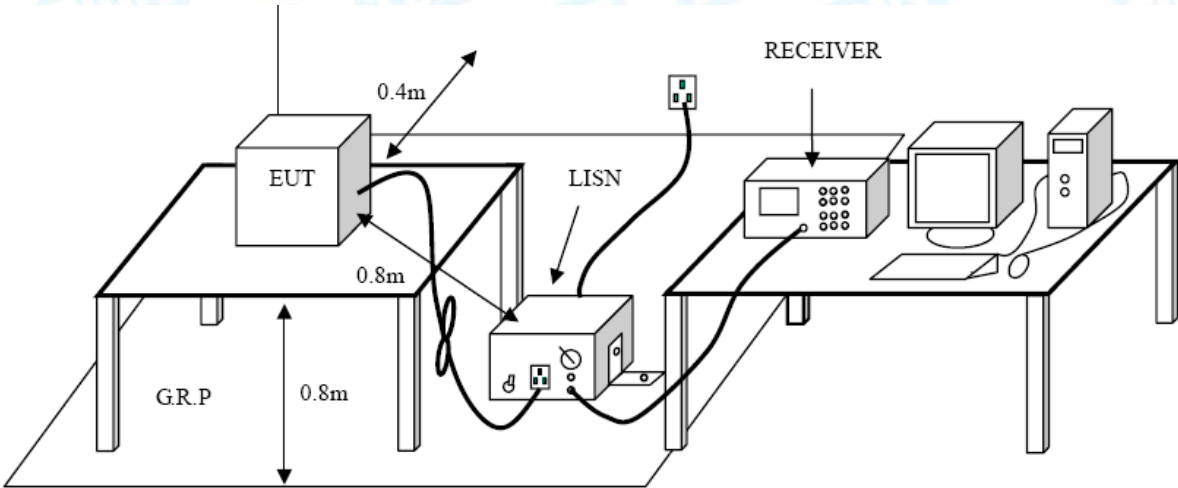 RECEIVER
0.4m
EUT
LISN
0.8m
G.R.P
0.8m